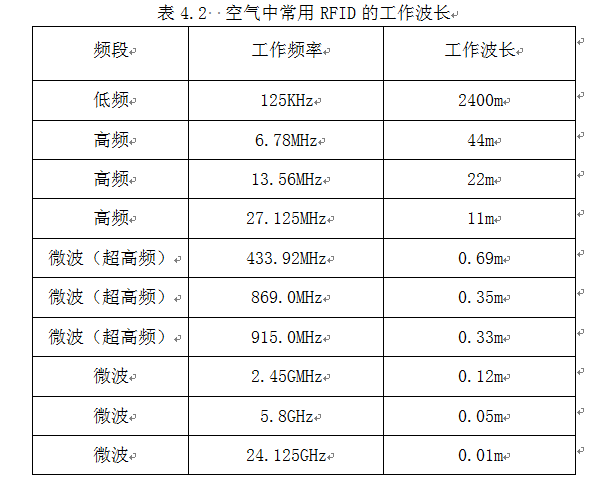 表 4.2··空气中常用 RFID 的工作波长
频段 工作频率 工作波长
低频 125KHz 2400m
高频 6.78MHz 44m
高频 13.56MHz 22m
高频 27.125MHz 11m
微波（超高频） 433.92MHz 0.69m
微波（超高频） 869.0MHz 0.35m
微波（超高频） 915.0MHz 0.33m
微波 2.45GMHz 0.12m
微波 5.8GHz 0.05m
微波 24.125GHz 0.01m